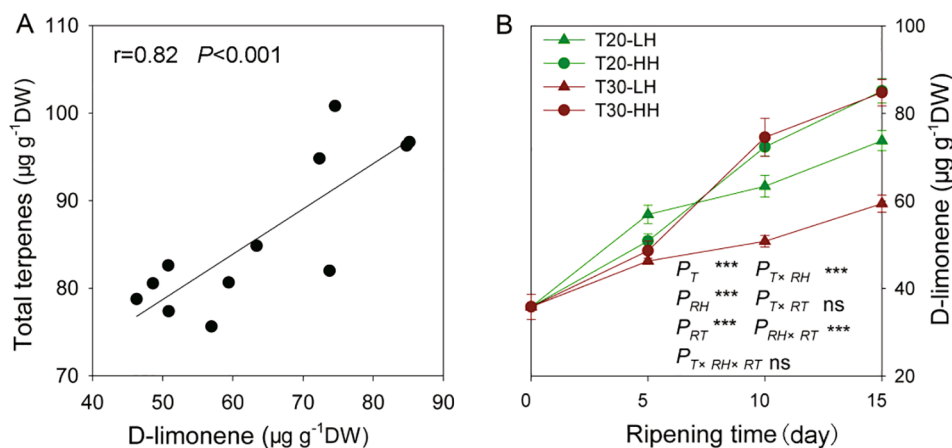 A
r=0.82 P<0.001
Total terpenes (µg g⁻¹DW)
110
100
90
80
70
40 50 60 70 80 90
D-limonene (µg g⁻¹DW)
B
T20-LH
T20-HH
T30-LH
T30-HH
P_T *** P_T× RH ***
P_RH *** P_T× RT ns
P_RT *** P_RH× RT ***
P_T× RH× RT ns
0 5 10 15
Ripening time (day)
100
80
60
40
20
D-limonene (µg g⁻¹DW)